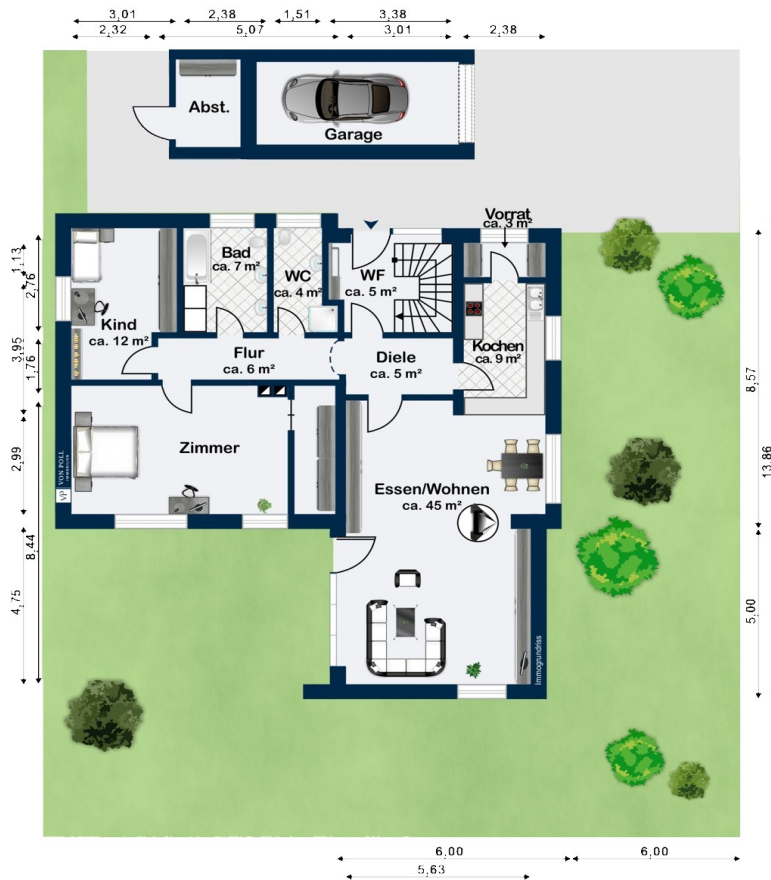 3,01
2,38
1,51
3,38
2,32
5,07
3,01
2,38
Abst.
Garage
Vorrat
ca. 3 m²
Bad
ca. 7 m²
WC
ca. 4 m²
WF
ca. 5 m²
1,13
2,76
Kind
ca. 12 m²
Kochen
ca. 9 m²
Flur
ca. 6 m²
Diele
ca. 5 m²
3,95
1,76
8,57
Zimmer
2,99
VON POLL
IMMOBILIEN
VP
Essen/Wohnen
ca. 45 m²
13,86
8,44
4,75
5,00
Immogrundriss
6,00
6,00
5,63